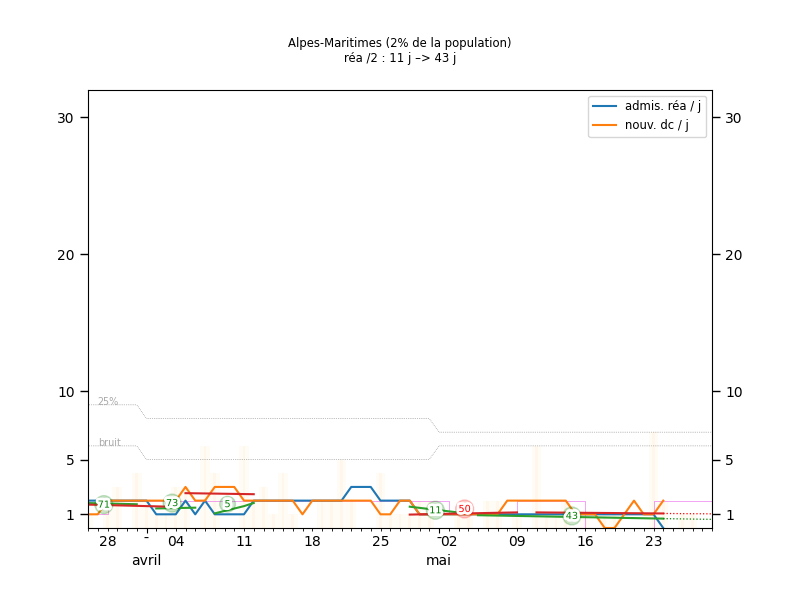 Alpes-Maritimes (2% de la population)
réa /2 : 11 j –> 43 j
admis. réa / j
nouv. dc / j
30 30
20 20
10 10
5 5
1 1
25%
bruit
71 73 5 11 50 43
28 04 11 18 25 02 09 16 23
avril mai